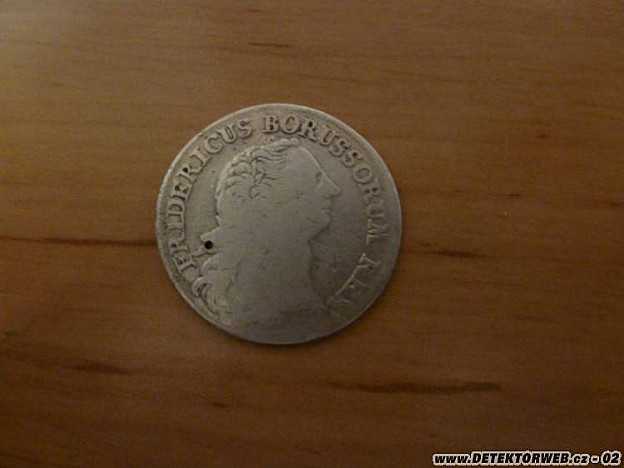 FRIDERICUS BORUSSORUM REX
www.DETEKTORWEB.cz - 02